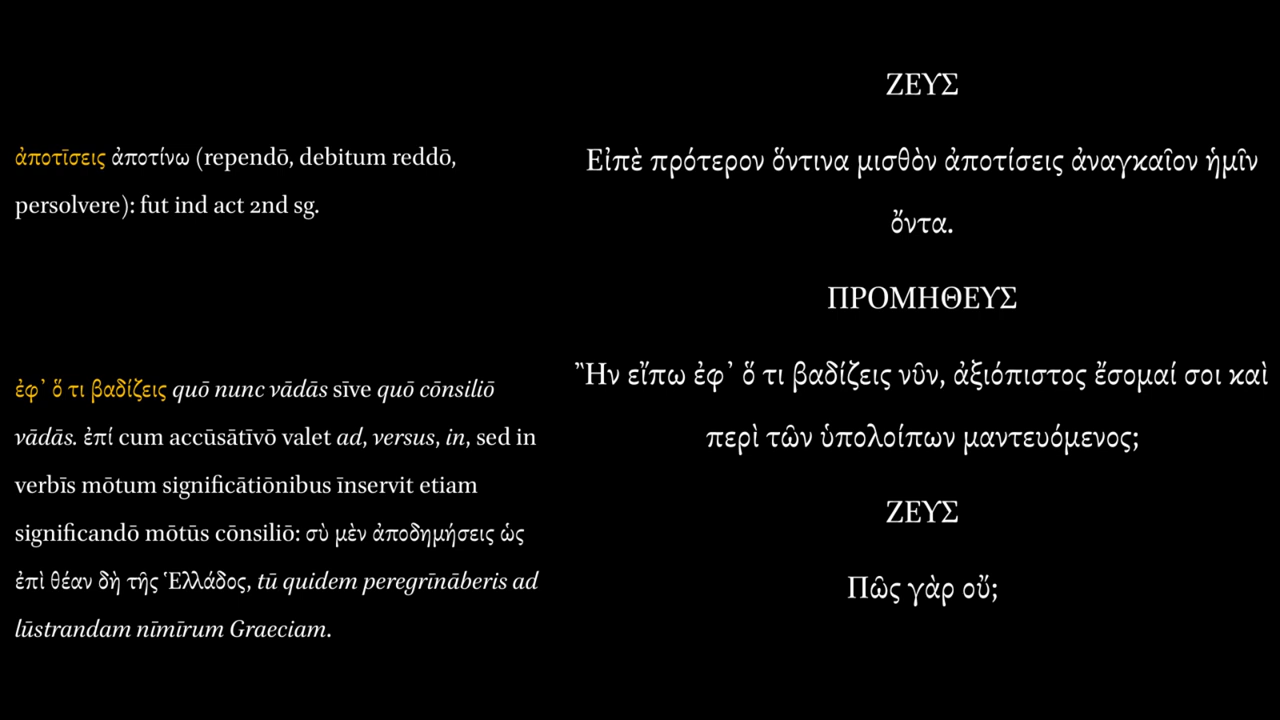 ἀποτῑσεις ἀποτίνω (rependō, debitum reddō,
persolvere): fut ind act 2nd sg.
ἐφ᾽ ὅ τι βαδίζεις quō nunc vādās sīve quō cōnsiliō
vādās. ἐπί cum accūsātīvō valet ad, versus, in, sed in
verbīs mōtum significātiōnibus īnservit etiam
significandō mōtūs cōnsiliō: σὺ μὲν ἀποδημήσεις ὡς
ἐπὶ θέαν δὴ τῆς Ἑλλάδος, tū quidem peregrīnāberis ad
lūstrandam nīmīrum Graeciam.
ΖΕΥΣ
Εἰπὲ πρότερον ὅντινα μισθὸν ἀποτίσεις ἀναγκαῖον ἡμῖν
ὄντα.
ΠΡΟΜΗΘΕΥΣ
Ἢν εἴπω ἐφ᾽ ὅ τι βαδίζεις νῦν, ἀξιόπιστος ἔσομαί σοι καὶ
περὶ τῶν ὑπολοίπων μαντευόμενος;
ΖΕΥΣ
Πῶς γὰρ οὔ;